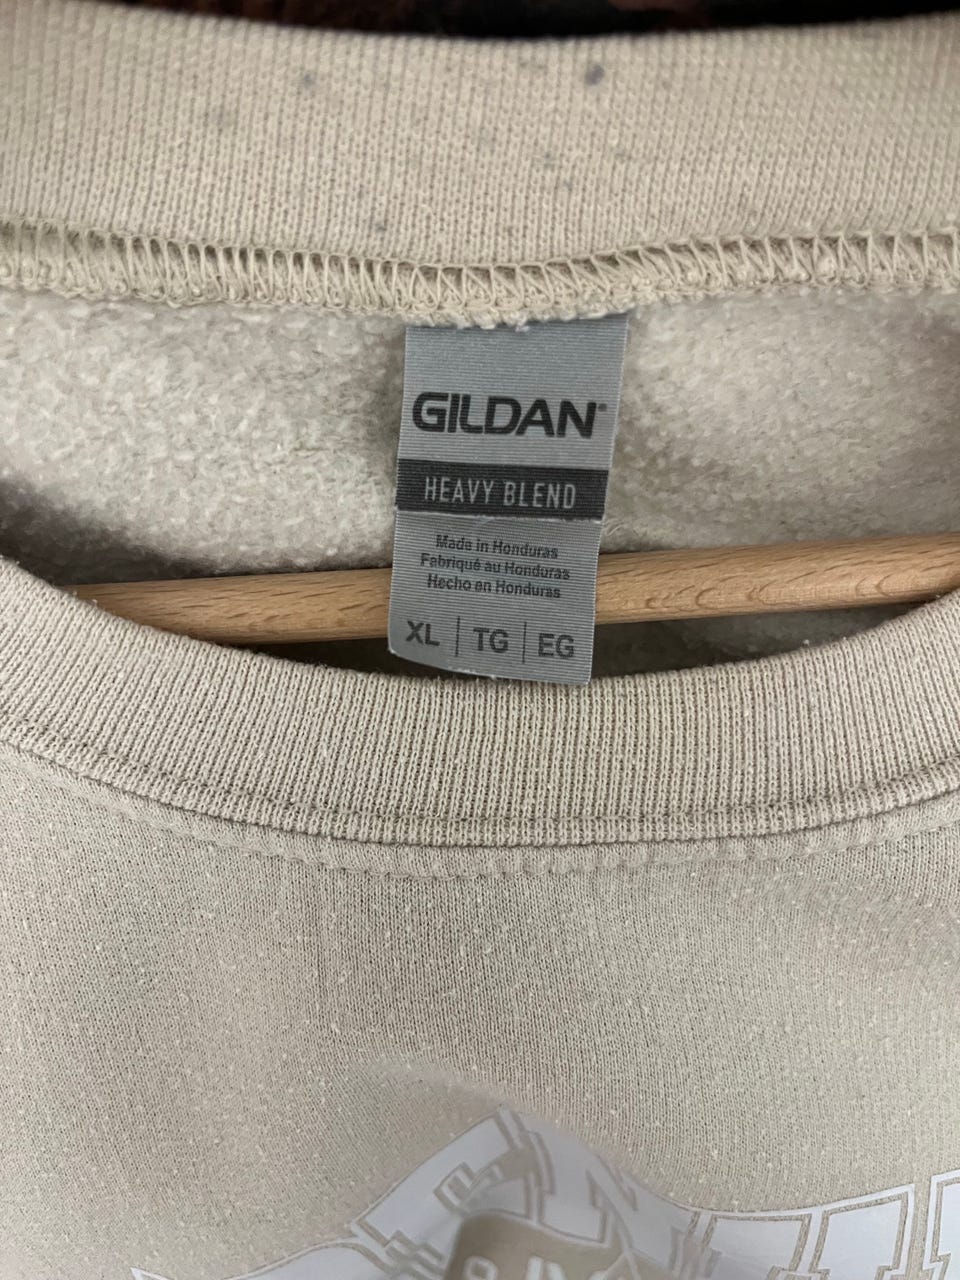 GILDAN®
HEAVY BLEND
Made in Honduras
Fabriqué au Honduras
Hecho en Honduras
XL | TG | EG